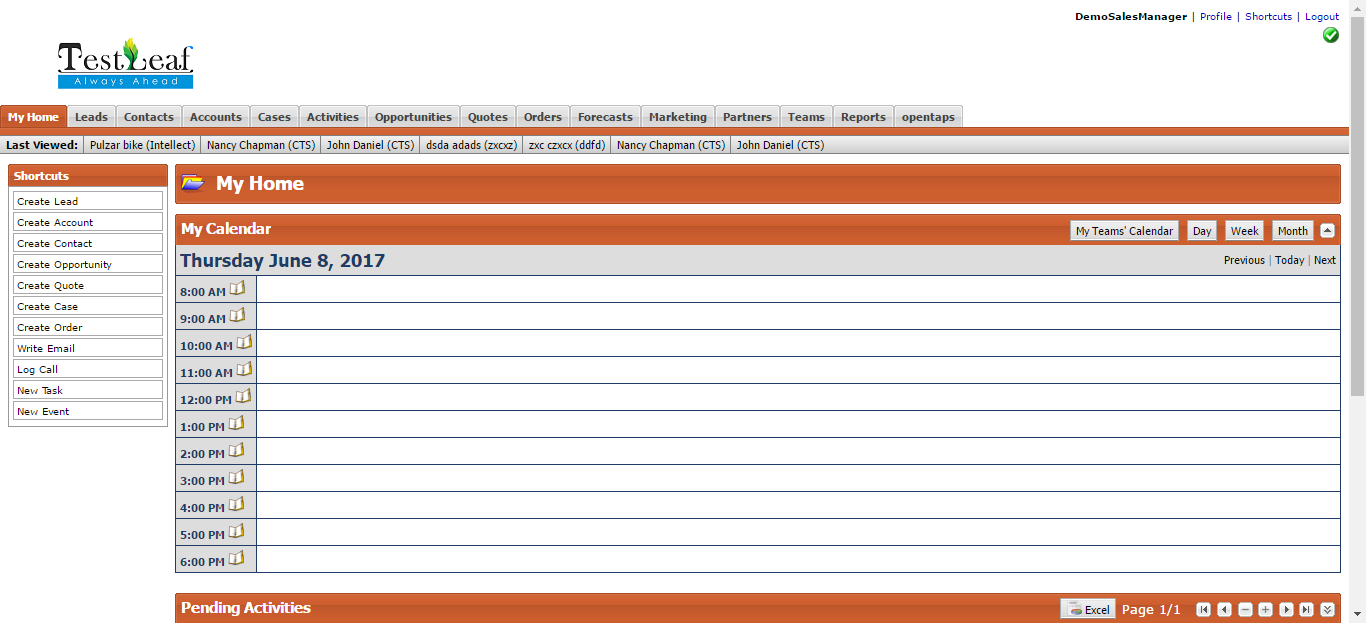 DemoSalesManager | Profile | Shortcuts | Logout
TestLeaf
Always Ahead
My Home Leads Contacts Accounts Cases Activities Opportunities Quotes Orders Forecasts Marketing Partners Teams Reports opentaps
Last Viewed: Pulzar bike (Intellect) Nancy Chapman (CTS) John Daniel (CTS) dsda adads (zxcxz) zxc czxcx (ddfd) Nancy Chapman (CTS) John Daniel (CTS)
Shortcuts
Create Lead
Create Account
Create Contact
Create Opportunity
Create Quote
Create Case
Create Order
Write Email
Log Call
New Task
New Event
My Home
My Calendar My Teams' Calendar Day Week Month
Thursday June 8, 2017 Previous | Today | Next
8:00 AM
9:00 AM
10:00 AM
11:00 AM
12:00 PM
1:00 PM
2:00 PM
3:00 PM
4:00 PM
5:00 PM
6:00 PM
Pending Activities Excel Page 1/1